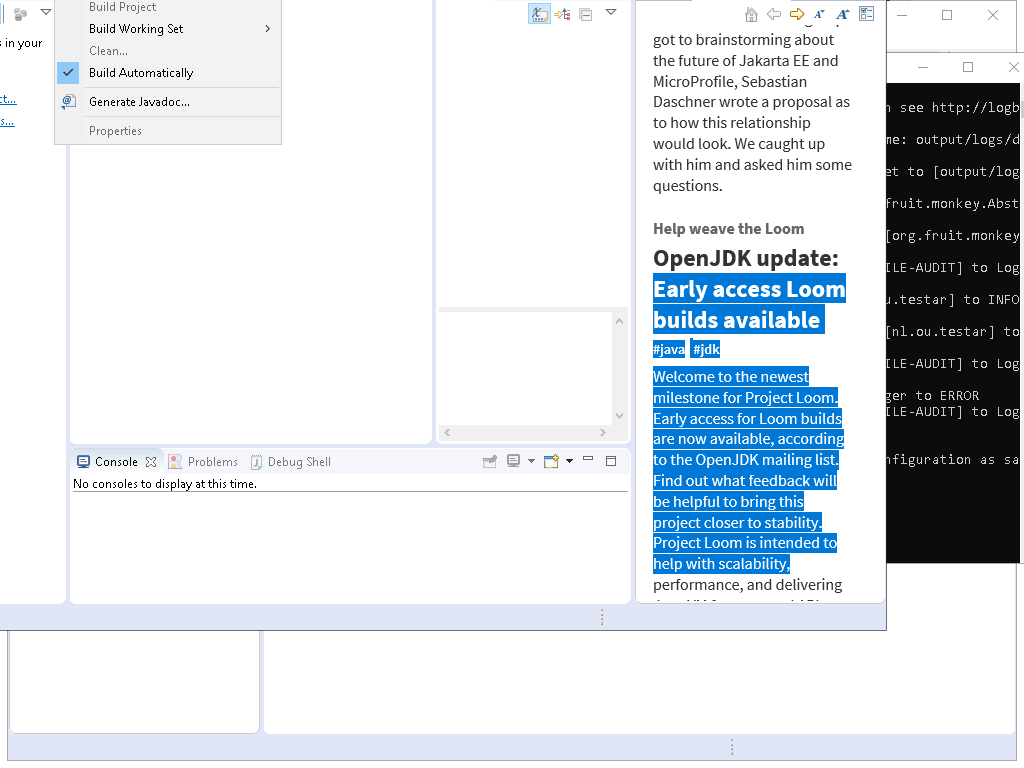 Build Project
Build Working Set
Clean...
Build Automatically
Generate Javadoc...
Properties
s in your
ct...
s...
got to brainstorming about
the future of Jakarta EE and
MicroProfile, Sebastian
Daschner wrote a proposal as
to how this relationship
would look. We caught up
with him and asked him some
questions.
Help weave the Loom
OpenJDK update:
Early access Loom
builds available
#java #jdk
Welcome to the newest
milestone for Project Loom.
Early access for Loom builds
are now available, according
to the OpenJDK mailing list.
Find out what feedback will
be helpful to bring this
project closer to stability.
Project Loom is intended to
help with scalability,
performance, and delivering
n see http://logb
me: output/logs/d
et to [output/log
fruit.monkey.Abst
[org.fruit.monkey
ILE-AUDIT] to Log
u.testar] to INFO
[nl.ou.testar] to
ILE-AUDIT] to Log
ger to ERROR
ILE-AUDIT] to Log
nfiguration as sa
Console Problems Debug Shell
No consoles to display at this time.